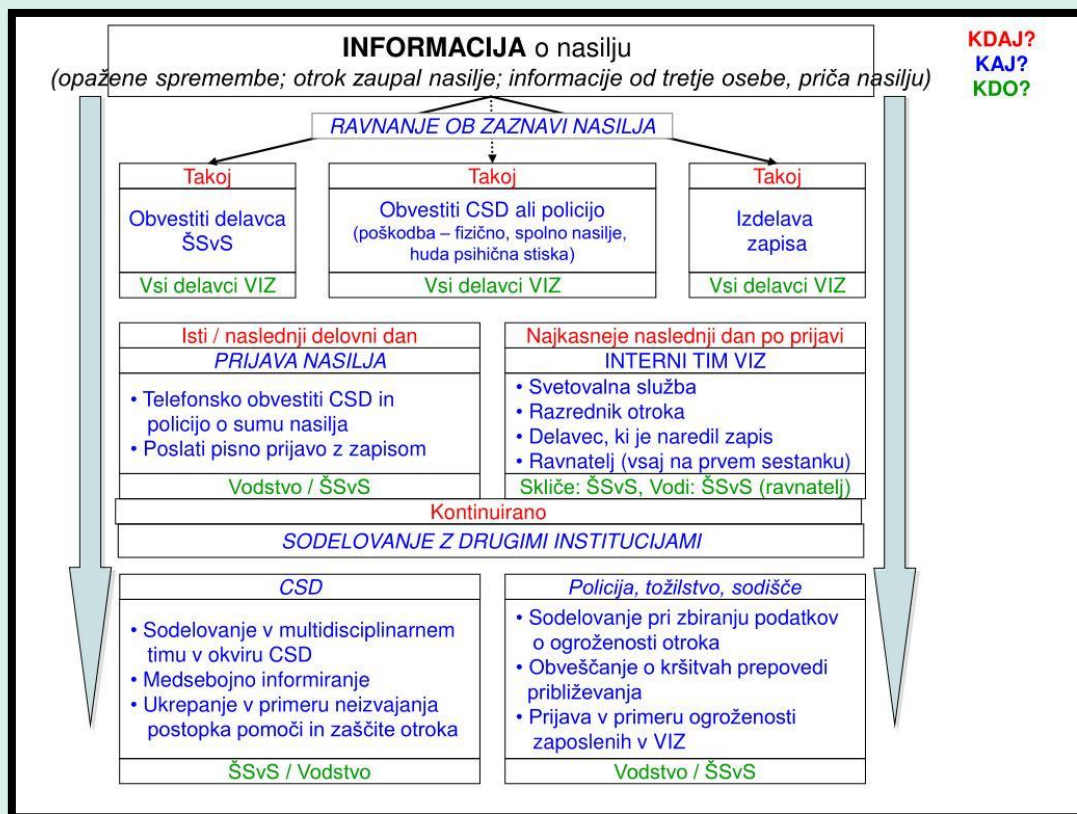 INFORMACIJA o nasilju
(opažene spremembe; otrok zaupal nasilje; informacije od tretje osebe, priča nasilju)
KDAJ?
KAJ?
KDO?
RAVNANJE OB ZAZNAVI NASILJA
Takoj
Obvestiti delavca
ŠSvS
Vsi delavci VIZ
Takoj
Obvestiti CSD ali policijo
(poškodba – fizično, spolno nasilje,
huda psihična stiska)
Vsi delavci VIZ
Takoj
Izdelava
zapisa
Vsi delavci VIZ
Isti / naslednji delovni dan
PRIJAVA NASILJA
• Telefonsko obvestiti CSD in
policijo o sumu nasilja
• Poslati pisno prijavo z zapisom
Vodstvo / ŠSvS
Najkasneje naslednji dan po prijavi
INTERNI TIM VIZ
• Svetovalna služba
• Razrednik otroka
• Delavec, ki je naredil zapis
• Ravnatelj (vsaj na prvem sestanku)
Skliče: ŠSvS, Vodi: ŠSvS (ravnatelj)
Kontinuirano
SODELOVANJE Z DRUGIMI INSTITUCIJAMI
CSD
• Sodelovanje v multidisciplinarnem
timu v okviru CSD
• Medsebojno informiranje
• Ukrepanje v primeru neizvajanja
postopka pomoči in zaščite otroka
ŠSvS / Vodstvo
Policija, tožilstvo, sodišče
• Sodelovanje pri zbiranju podatkov
o ogroženosti otroka
• Obveščanje o kršitvah prepovedi
približevanja
• Prijava v primeru ogroženosti
zaposlenih v VIZ
Vodstvo / ŠSvS